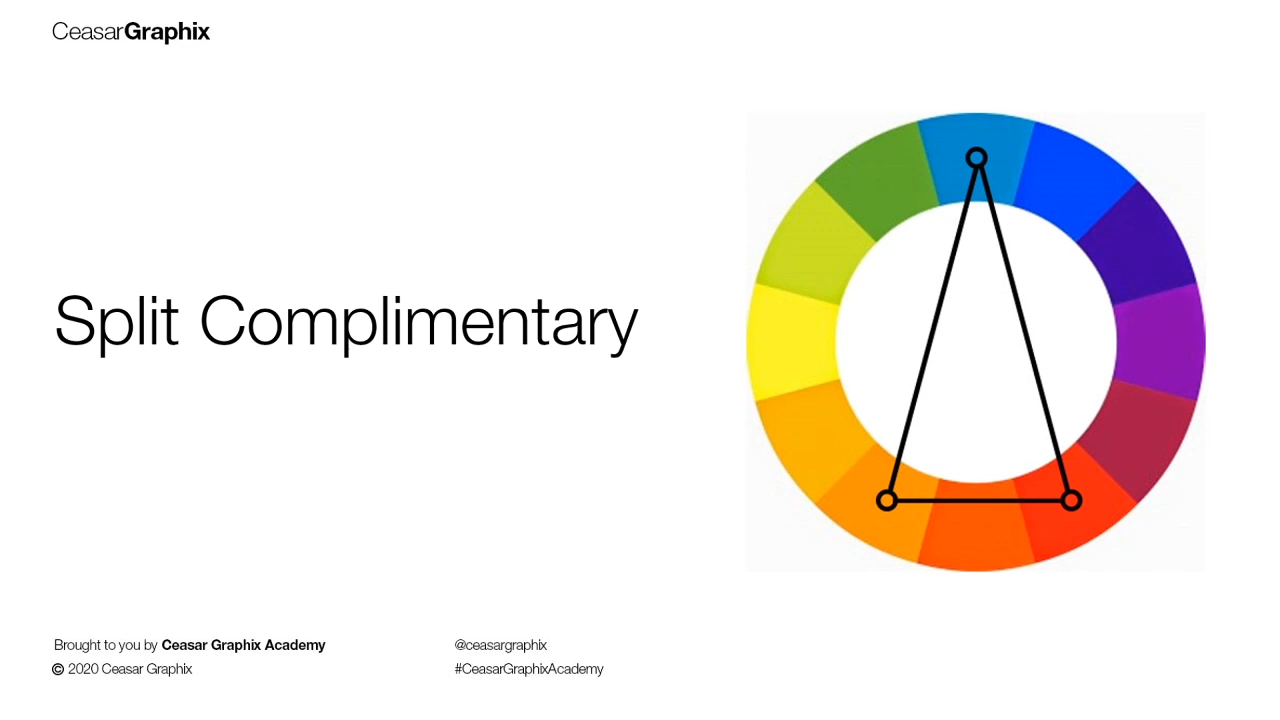 CeasarGraphix
Split Complimentary
Brought to you by Ceasar Graphix Academy
© 2020 Ceasar Graphix
@ceasargraphix
#CeasarGraphixAcademy